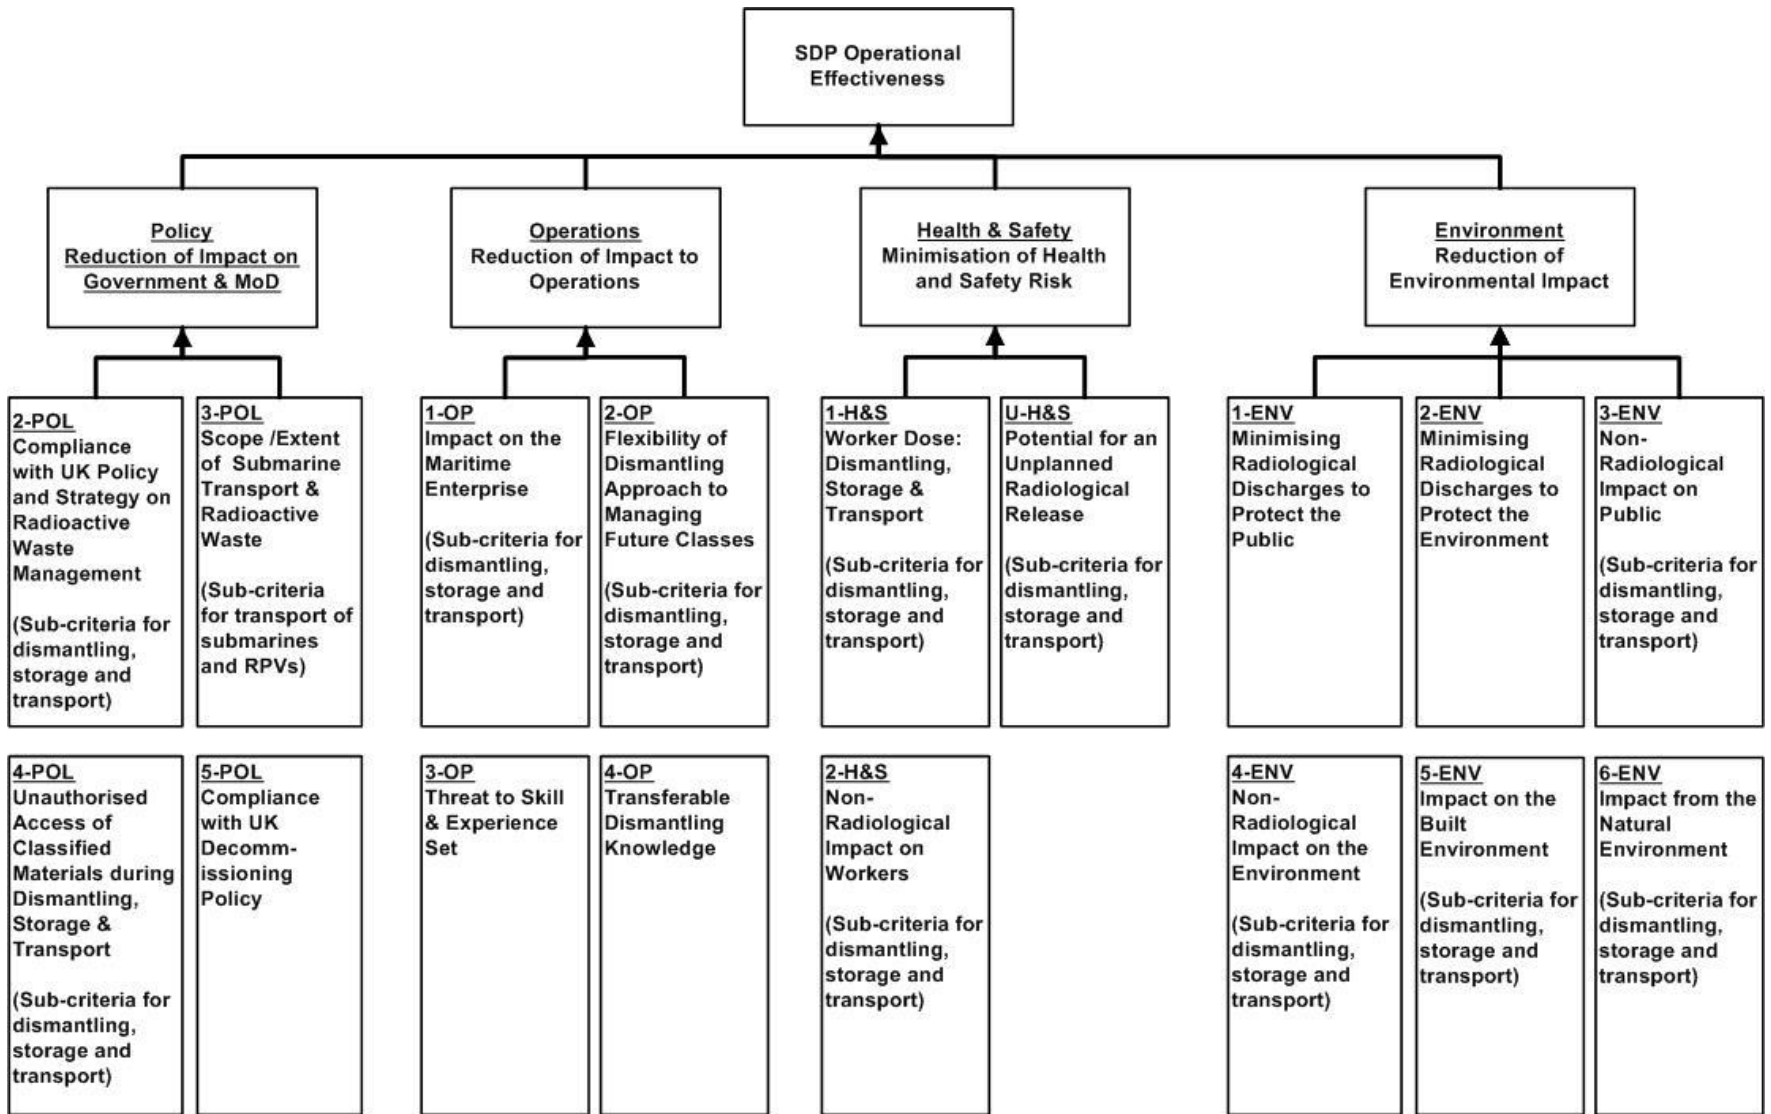 SDP Operational
Effectiveness
Policy
Reduction of Impact on
Government & MoD
Operations
Reduction of Impact to
Operations
Health & Safety
Minimisation of Health
and Safety Risk
Environment
Reduction of
Environmental Impact
2-POL
Compliance
with UK Policy
and Strategy on
Radioactive
Waste
Management
(Sub-criteria for
dismantling,
storage and
transport)
3-POL
Scope /Extent
of Submarine
Transport &
Radioactive
Waste
(Sub-criteria
for transport of
submarines
and RPVs)
1-OP
Impact on the
Maritime
Enterprise
(Sub-criteria for
dismantling,
storage and
transport)
2-OP
Flexibility of
Dismantling
Approach to
Managing
Future Classes
(Sub-criteria for
dismantling,
storage and
transport)
1-H&S
Worker Dose:
Dismantling,
Storage &
Transport
(Sub-criteria for
dismantling,
storage and
transport)
U-H&S
Potential for an
Unplanned
Radiological
Release
(Sub-criteria for
dismantling,
storage and
transport)
1-ENV
Minimising
Radiological
Discharges to
Protect the
Public
2-ENV
Minimising
Radiological
Discharges to
Protect the
Environment
3-ENV
Non-
Radiological
Impact on
Public
(Sub-criteria for
dismantling,
storage and
transport)
4-POL
Unauthorised
Access of
Classified
Materials during
Dismantling,
Storage &
Transport
(Sub-criteria for
dismantling,
storage and
transport)
5-POL
Compliance
with UK
Decomm-
issioning
Policy
3-OP
Threat to Skill
& Experience
Set
4-OP
Transferable
Dismantling
Knowledge
2-H&S
Non-
Radiological
Impact on
Workers
(Sub-criteria for
dismantling,
storage and
transport)
4-ENV
Non-
Radiological
Impact on the
Environment
(Sub-criteria for
dismantling,
storage and
transport)
5-ENV
Impact on the
Built
Environment
(Sub-criteria for
dismantling,
storage and
transport)
6-ENV
Impact from the
Natural
Environment
(Sub-criteria for
dismantling,
storage and
transport)